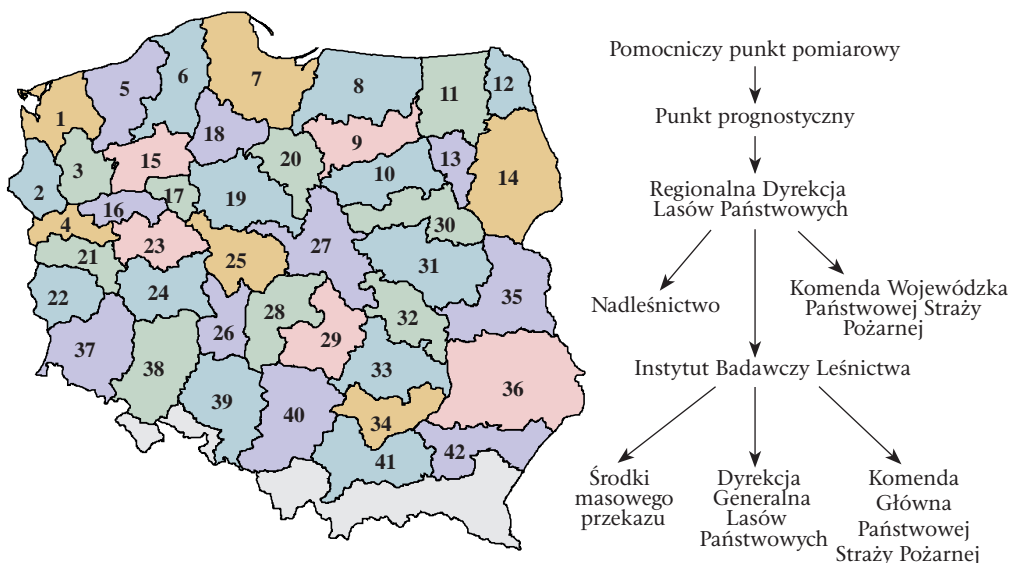 1
2
3
4
5
6
7
8
9
10
11
12
13
14
15
16
17
18
19
20
21
22
23
24
25
26
27
28
29
30
31
32
33
34
35
36
37
38
39
40
41
42
Pomocniczy punkt pomiarowy
Punkt prognostyczny
Regionalna Dyrekcja
Lasów Państwowych
Nadleśnictwo
Komenda Wojewódzka
Państwowej Straży
Pożarnej
Instytut Badawczy Leśnictwa
Środki
masowego
przekazu
Dyrekcja
Generalna
Lasów
Państwowych
Komenda
Główna
Państwowej
Straży Pożarnej